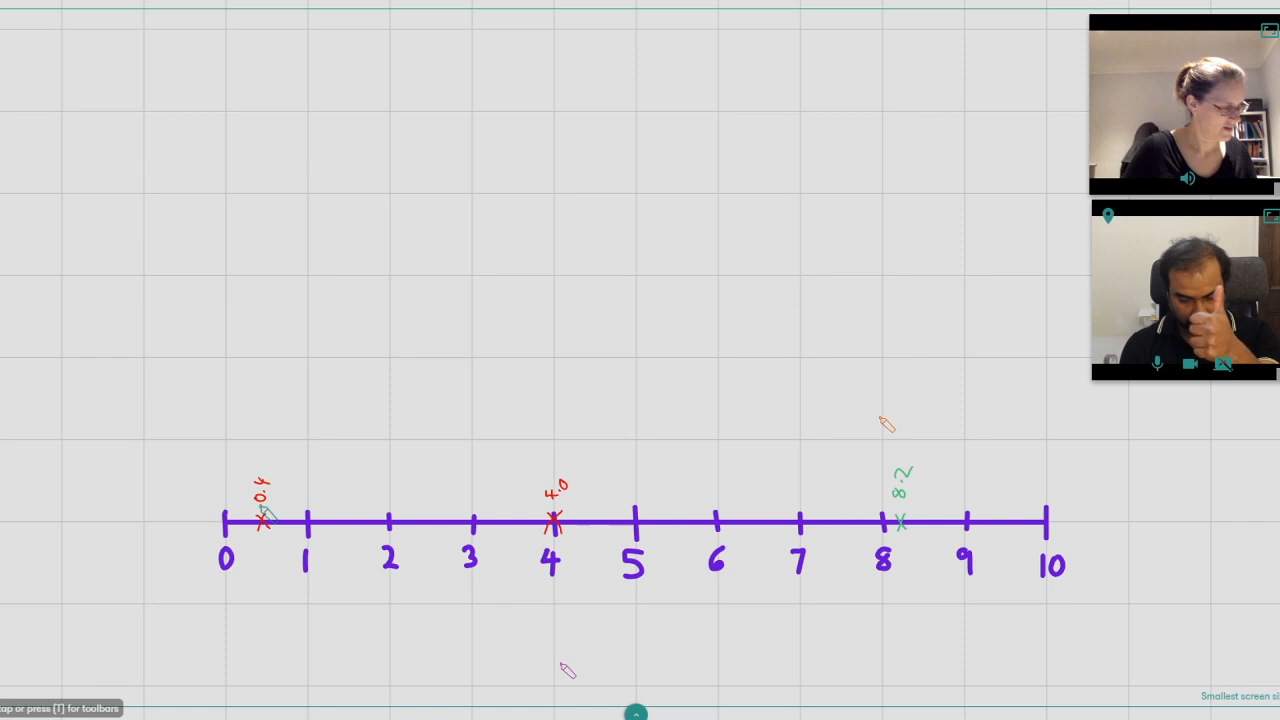 0.4
4.0
8.2
0 1 2 3 4 5 6 7 8 9 10
Smallest screen si
tap or press [T] for toolbars